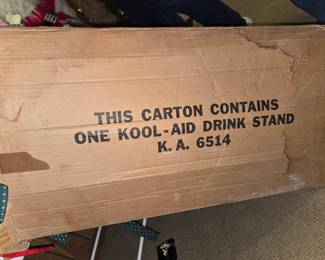 THIS CARTON CONTAINS
ONE KOOL-AID DRINK STAND
K. A. 6514